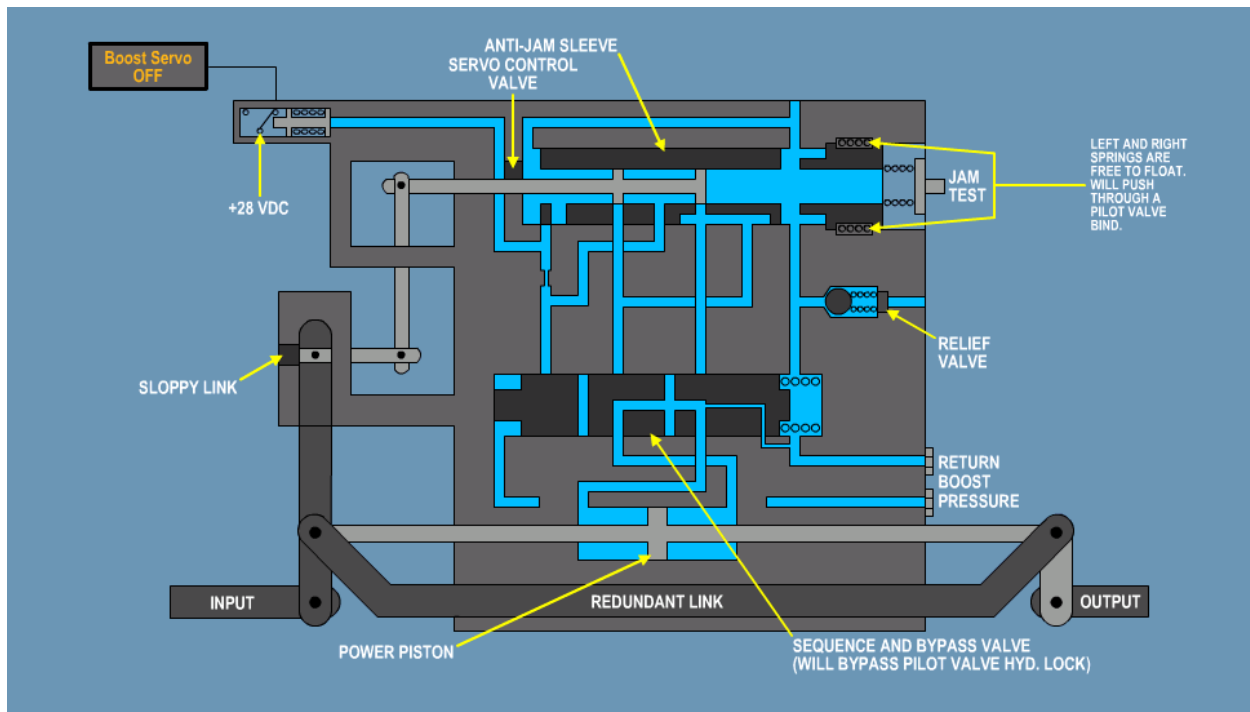 Boost Servo
OFF
ANTI-JAM SLEEVE
SERVO CONTROL
VALVE
+28 VDC
JAM
TEST
LEFT AND RIGHT
SPRINGS ARE
FREE TO FLOAT.
WILL PUSH
THROUGH A
PILOT VALVE
BIND.
SLOPPY LINK
RELIEF
VALVE
RETURN
BOOST
PRESSURE
INPUT
REDUNDANT LINK
OUTPUT
POWER PISTON
SEQUENCE AND BYPASS VALVE
(WILL BYPASS PILOT VALVE HYD. LOCK)